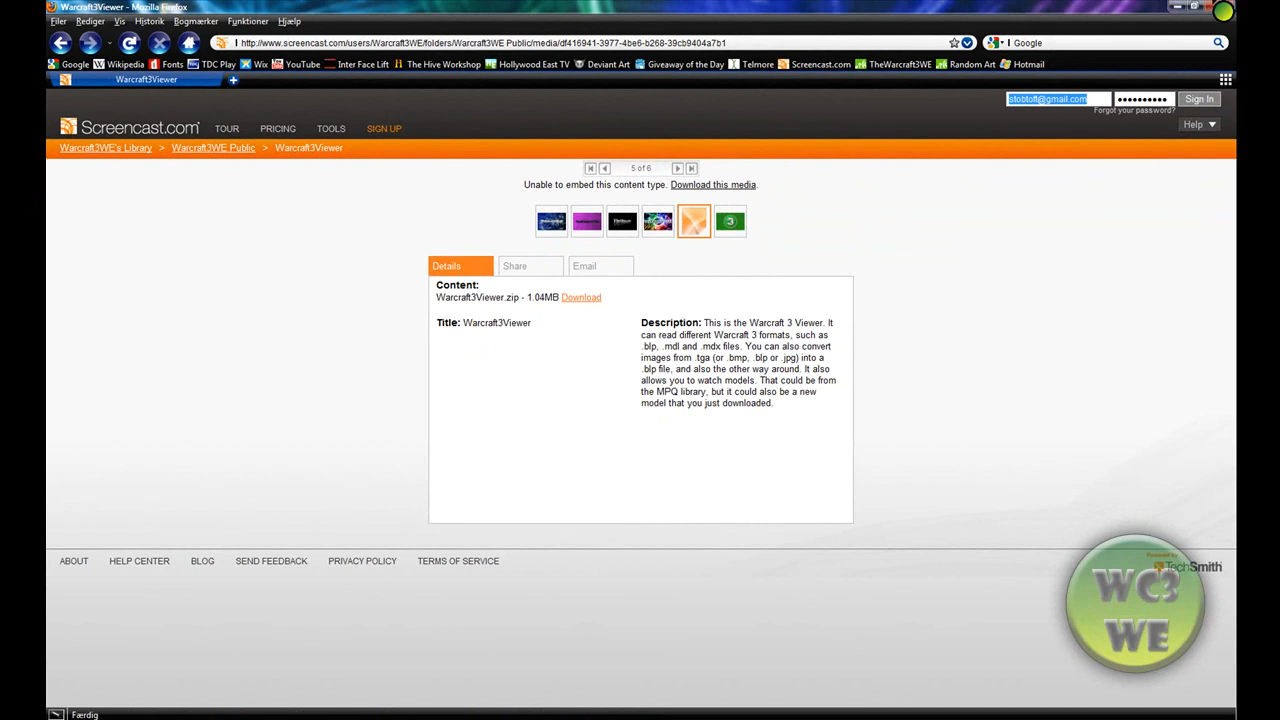 Warcraft3Viewer - Mozilla Firefox
Filer Rediger Vis Historik Bogmærker Funktioner Hjælp
http://www.screencast.com/users/Warcraft3WE/folders/Warcraft3WE Public/media/df416941-3977-4be6-b268-39cb9404a7b1 Google
Google Wikipedia Fonts TDC Play Wix YouTube Inter Face Lift The Hive Workshop Hollywood East TV Deviant Art Giveaway of the Day Telmore Screencast.com TheWarcraft3WE Random Art Hotmail
Warcraft3Viewer
stobtoft@gmail.com •••••••••• Sign In
Forgot your password?
Screencast.com TOUR PRICING TOOLS SIGN UP Help
Warcraft3WE's Library > Warcraft3WE Public > Warcraft3Viewer
5 of 6
Unable to embed this content type. Download this media.
3
Details Share Email
Content:
Warcraft3Viewer.zip - 1.04MB Download
Title: Warcraft3Viewer
Description: This is the Warcraft 3 Viewer. It
can read different Warcraft 3 formats, such as
.blp, .mdl and .mdx files. You can also convert
images from .tga (or .bmp, .blp or .jpg) into a
.blp file, and also the other way around. It also
allows you to watch models. That could be from
the MPQ library, but it could also be a new
model that you just downloaded.
ABOUT HELP CENTER BLOG SEND FEEDBACK PRIVACY POLICY TERMS OF SERVICE
Powered by
TechSmith
WC3
WE
Færdig